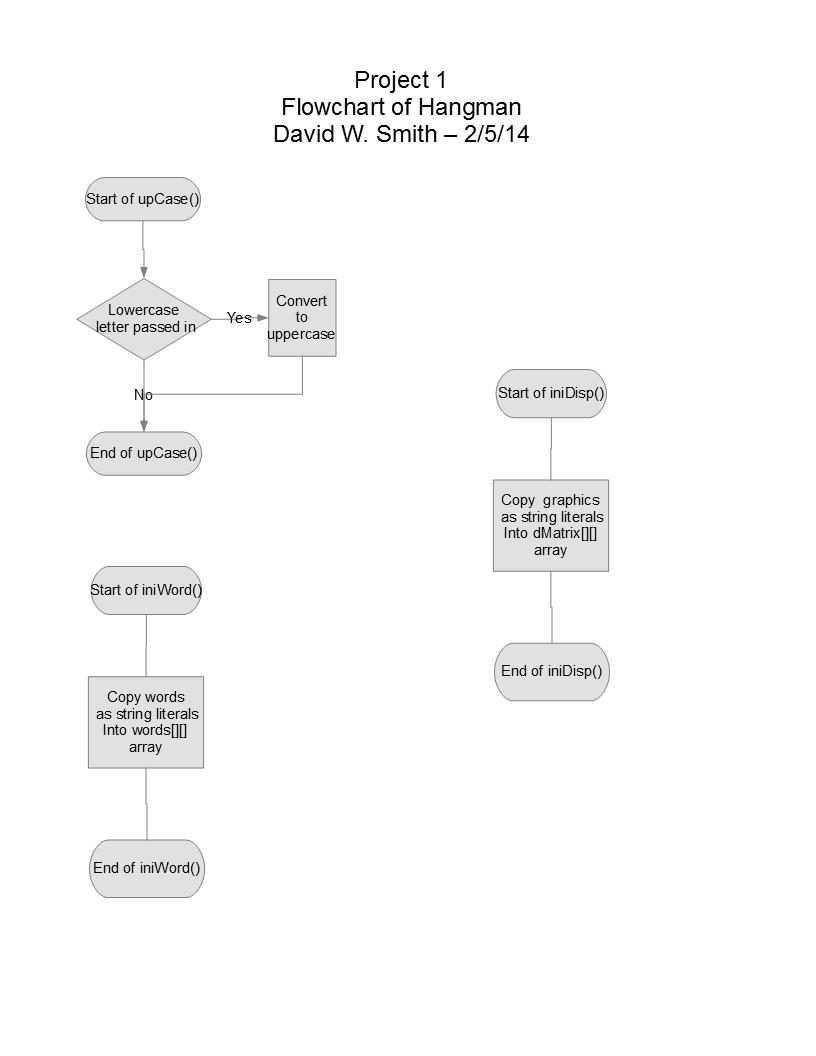 Project 1
Flowchart of Hangman
David W. Smith – 2/5/14
Start of upCase()
Lowercase
letter passed in
Yes
Convert
to
uppercase
No
End of upCase()
Start of iniDisp()
Copy  graphics
as string literals
Into dMatrix[][]
array
End of iniDisp()
Start of iniWord()
Copy words
as string literals
Into words[][]
array
End of iniWord()